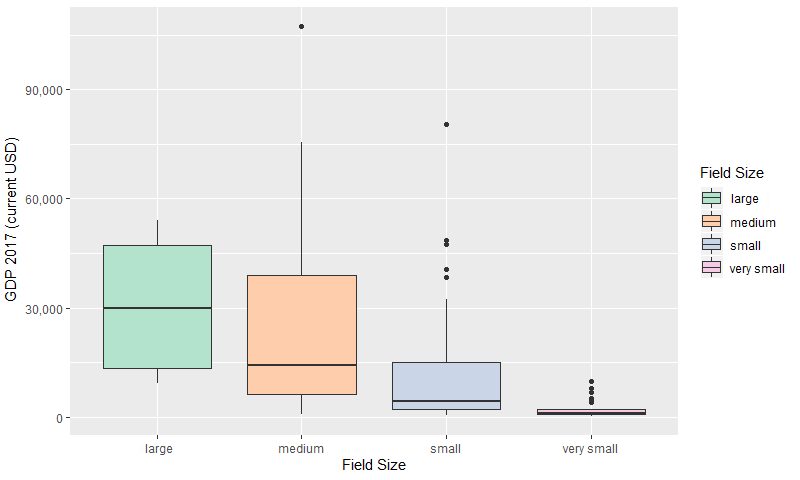 GDP 2017 (current USD)
90,000
60,000
30,000
0
large
medium
small
very small
Field Size
Field Size
large
medium
small
very small